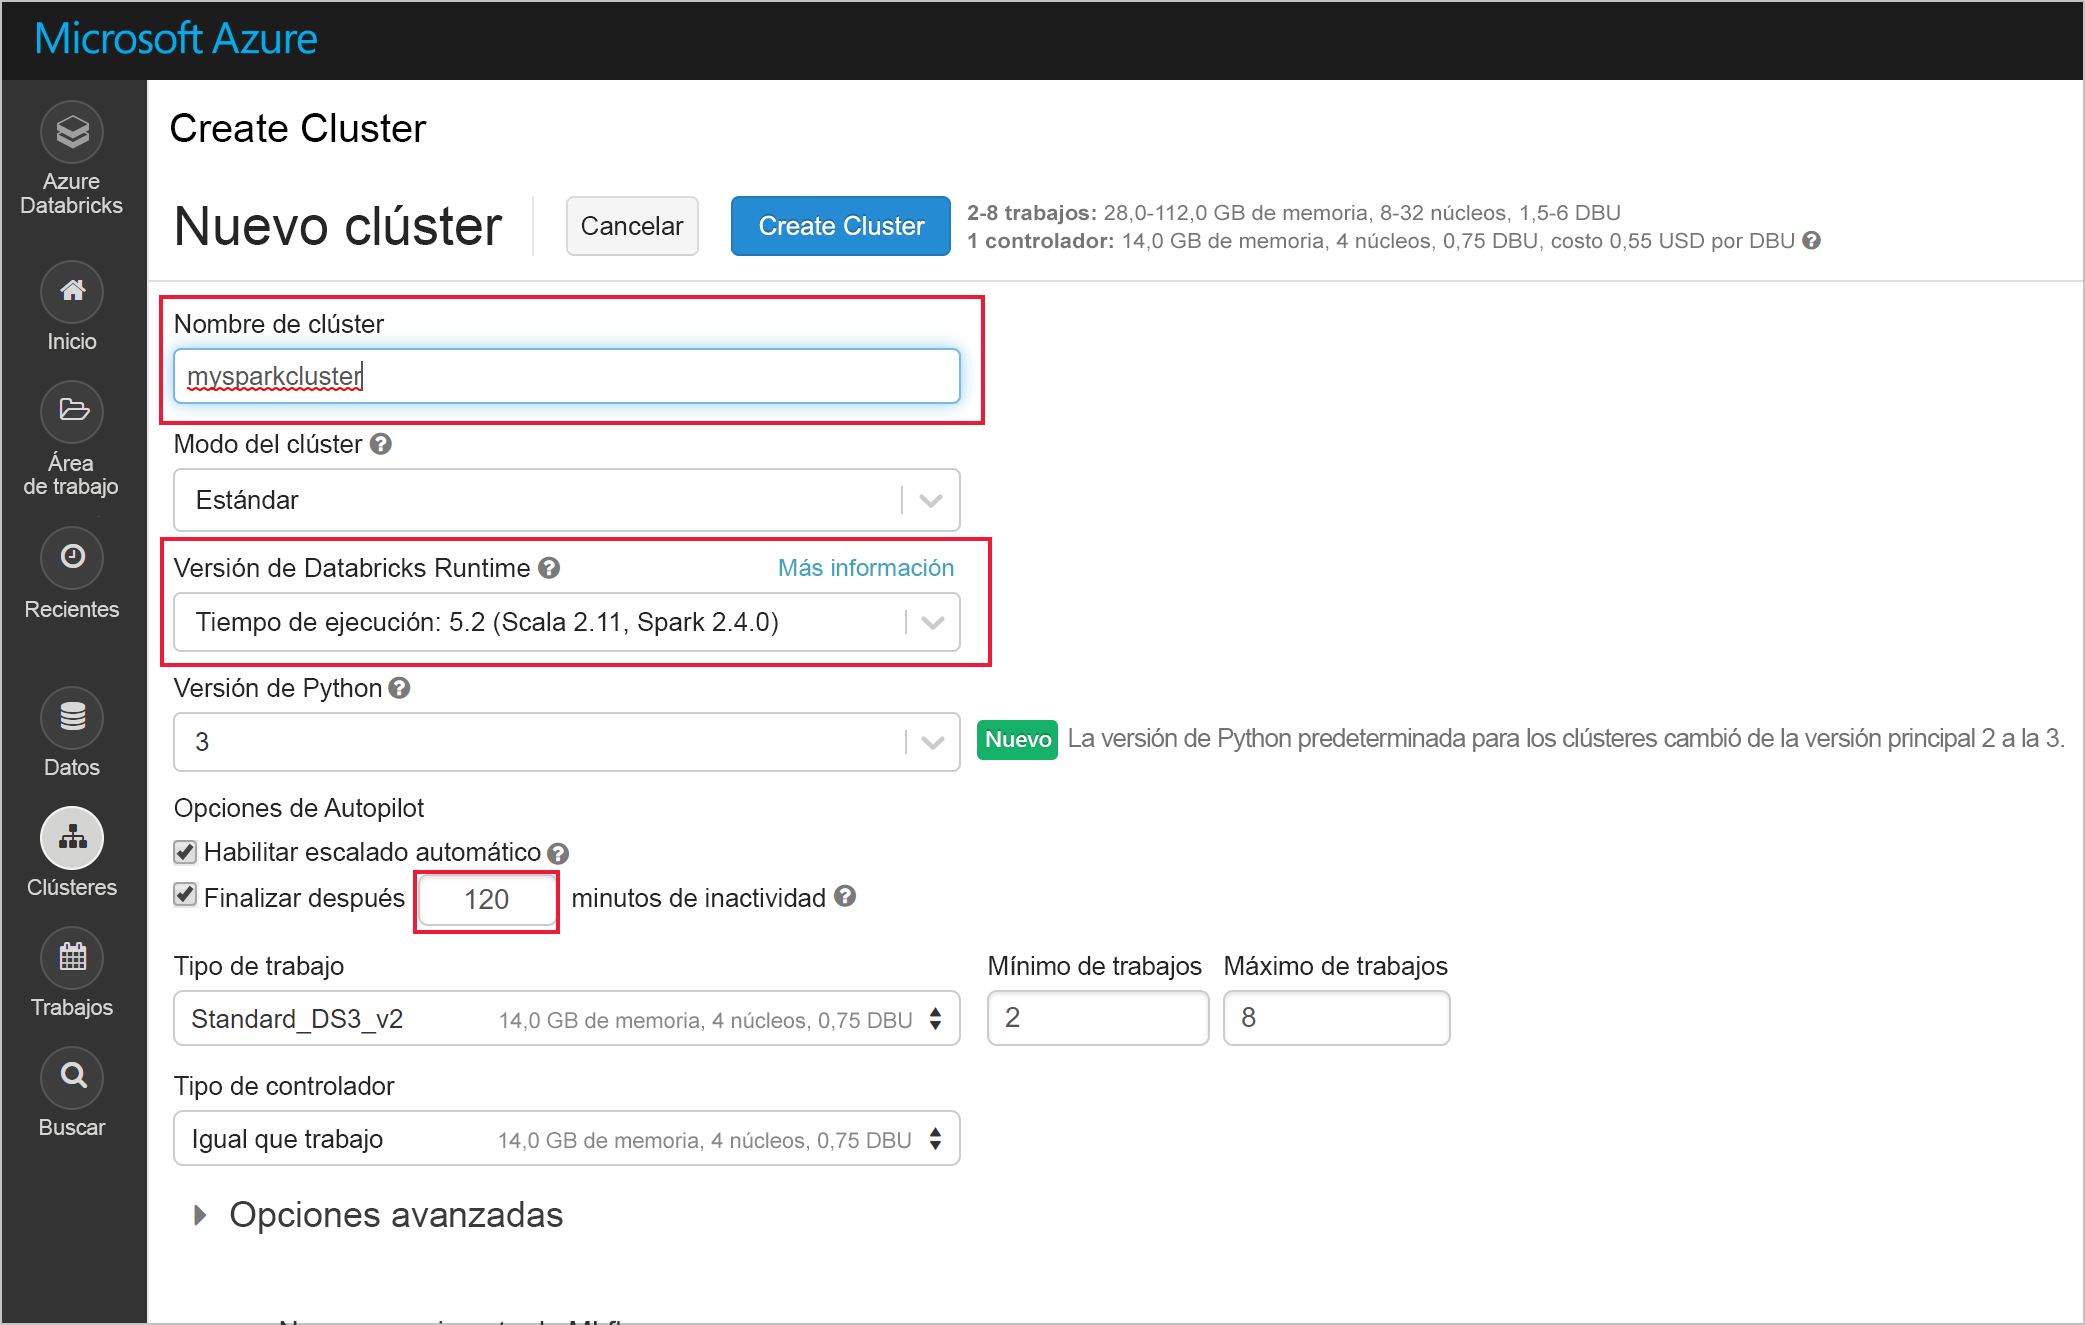 Microsoft Azure
Azure
Databricks
Inicio
Área
de trabajo
Recientes
Datos
Clústeres
Trabajos
Buscar
Create Cluster
Nuevo clúster
Cancelar
Create Cluster
2-8 trabajos: 28,0-112,0 GB de memoria, 8-32 núcleos, 1,5-6 DBU
1 controlador: 14,0 GB de memoria, 4 núcleos, 0,75 DBU, costo 0,55 USD por DBU
Nombre de clúster
mysparkcluster
Modo del clúster
Estándar
Versión de Databricks Runtime
Más información
Tiempo de ejecución: 5.2 (Scala 2.11, Spark 2.4.0)
Versión de Python
3
Nuevo La versión de Python predeterminada para los clústeres cambió de la versión principal 2 a la 3.
Opciones de Autopilot
Habilitar escalado automático
Finalizar después 120 minutos de inactividad
Tipo de trabajo
Mínimo de trabajos
Máximo de trabajos
Standard_DS3_v2 14,0 GB de memoria, 4 núcleos, 0,75 DBU
2
8
Tipo de controlador
Igual que trabajo 14,0 GB de memoria, 4 núcleos, 0,75 DBU
Opciones avanzadas